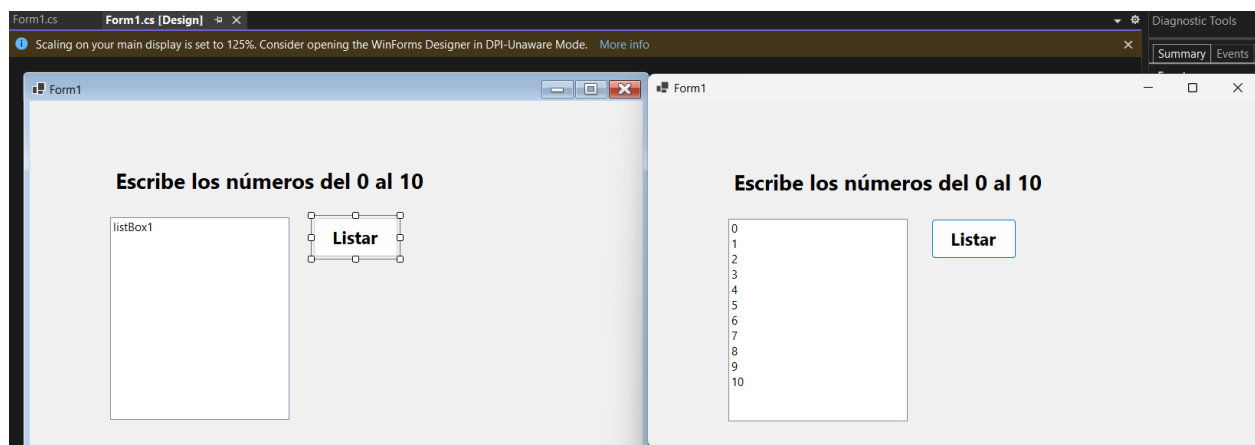 Form1.cs
Form1.cs [Design]
Diagnostic Tools
Scaling on your main display is set to 125%. Consider opening the WinForms Designer in DPI-Unaware Mode. More info
Summary
Events
Form1
Escribe los números del 0 al 10
listBox1
Listar
Form1
Escribe los números del 0 al 10
0
1
2
3
4
5
6
7
8
9
10
Listar